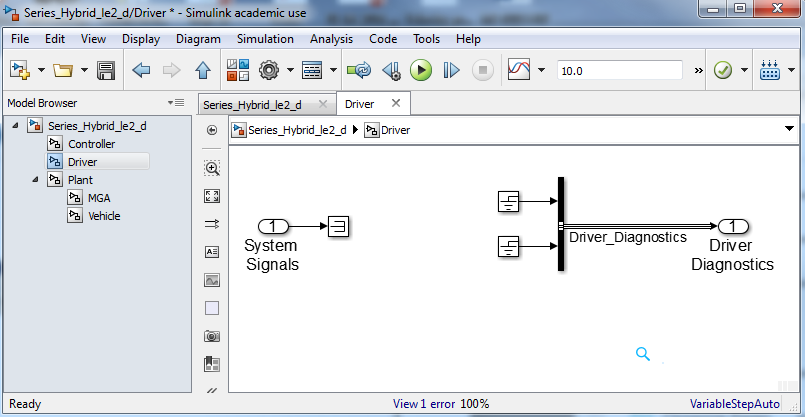 Series_Hybrid_le2_d/Driver * - Simulink academic use
File Edit View Display Diagram Simulation Analysis Code Tools Help
10.0
»
Model Browser
Series_Hybrid_le2_d
Driver
Series_Hybrid_le2_d
Controller
Driver
Plant
MGA
Vehicle
Series_Hybrid_le2_d Driver
1
System
Signals
Driver_Diagnostics
1
Driver
Diagnostics
Ready
View 1 error 100%
VariableStepAuto